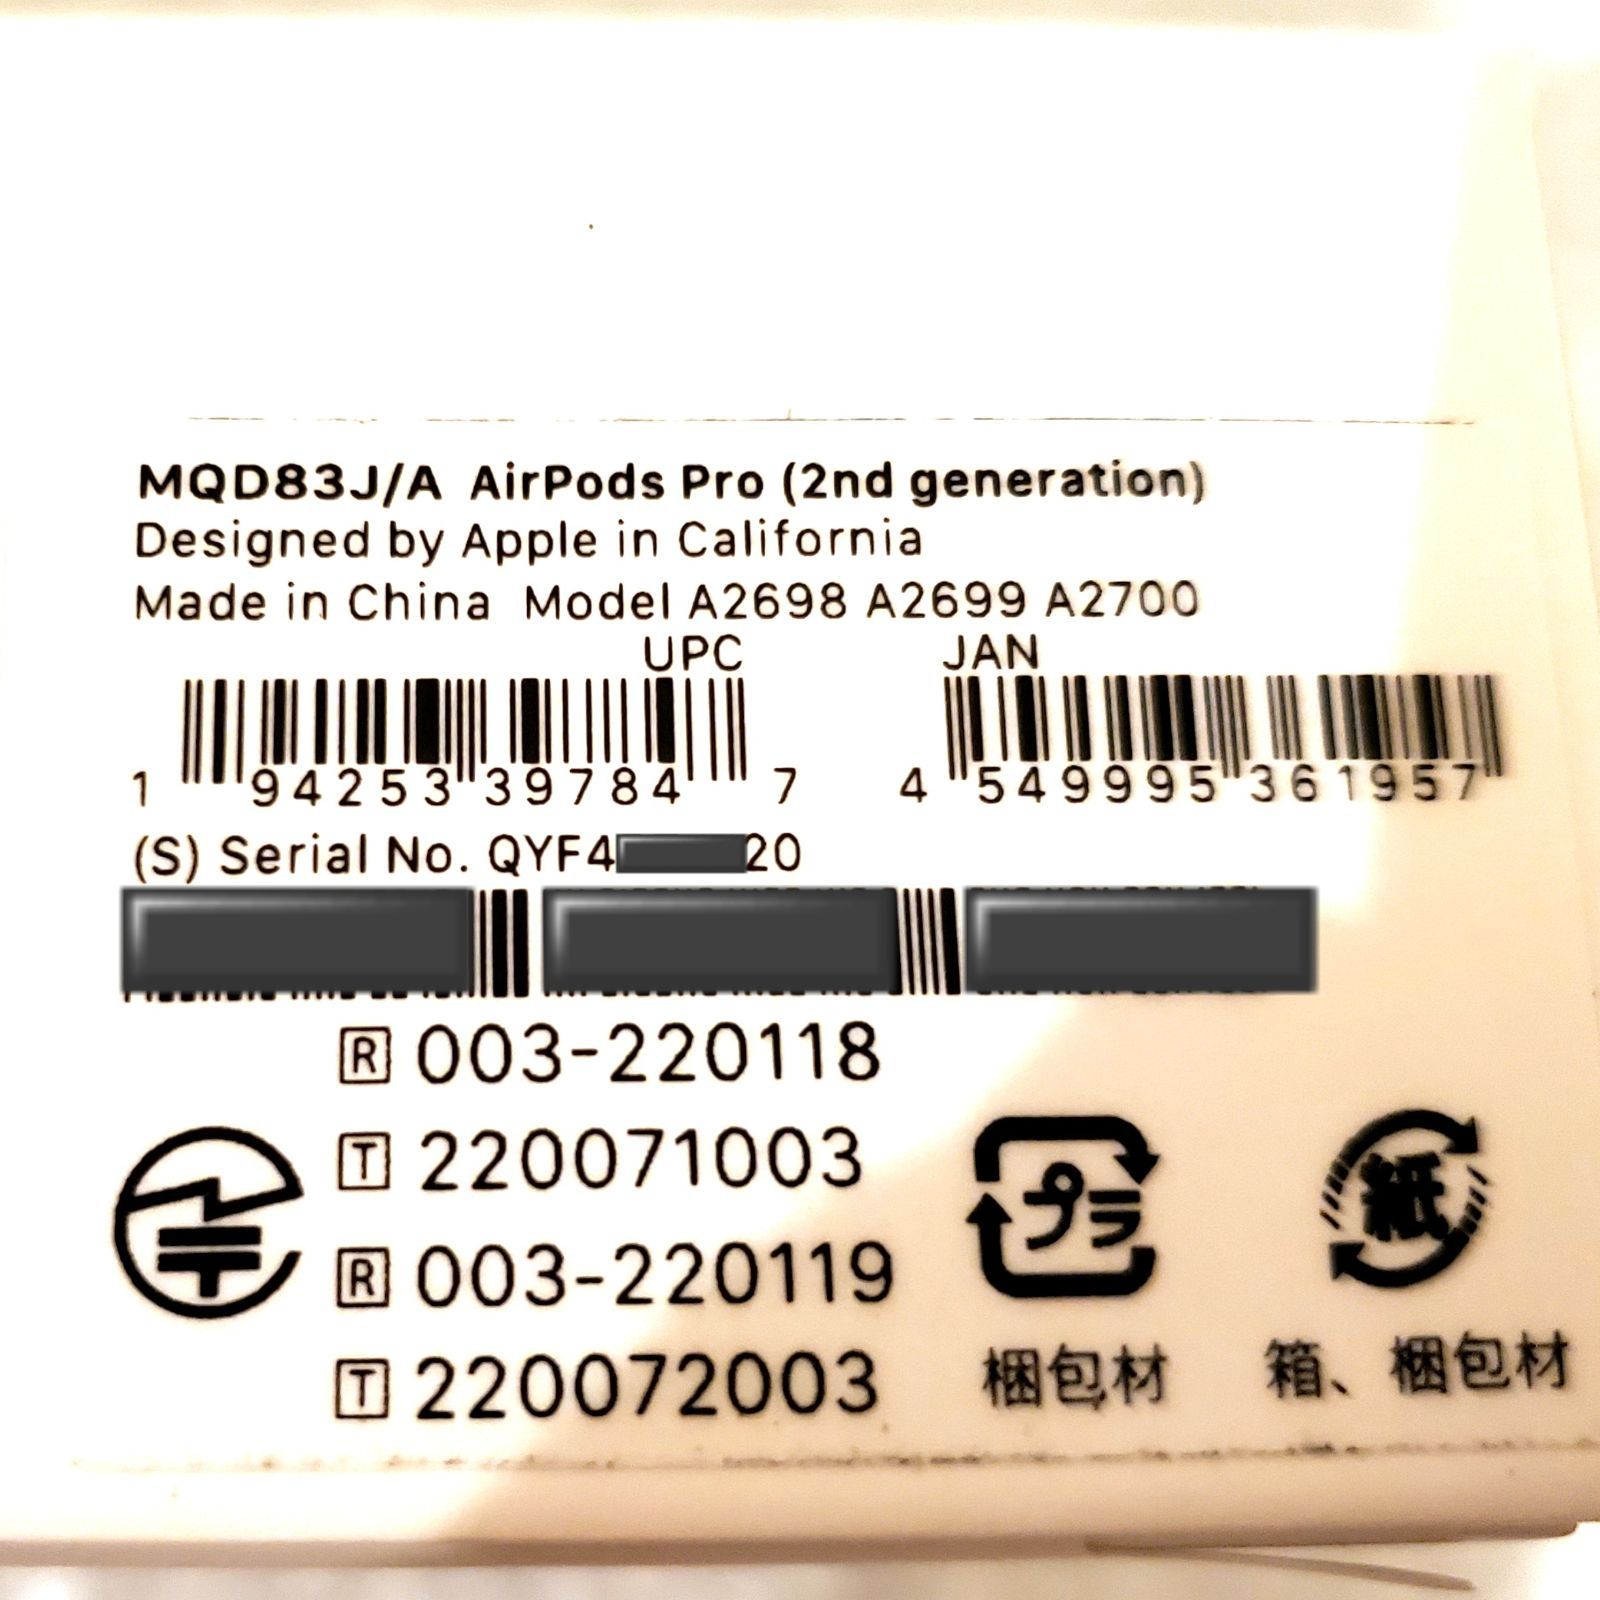 MQD83J/A AirPods Pro (2nd generation)
Designed by Apple in California
Made in China Model A2698 A2699 A2700
UPC JAN
1 94253 39784 7 4 549995 361957
(S) Serial No. QYF4 20
R 003-220118
T 220071003
R 003-220119
T 220072003
プラ
紙
梱包材
箱、梱包材